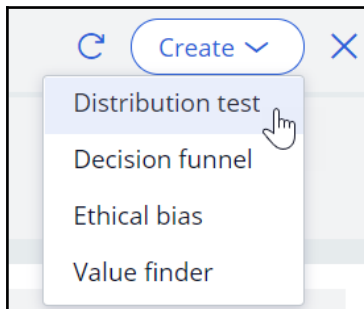 Create
Distribution test
Decision funnel
Ethical bias
Value finder